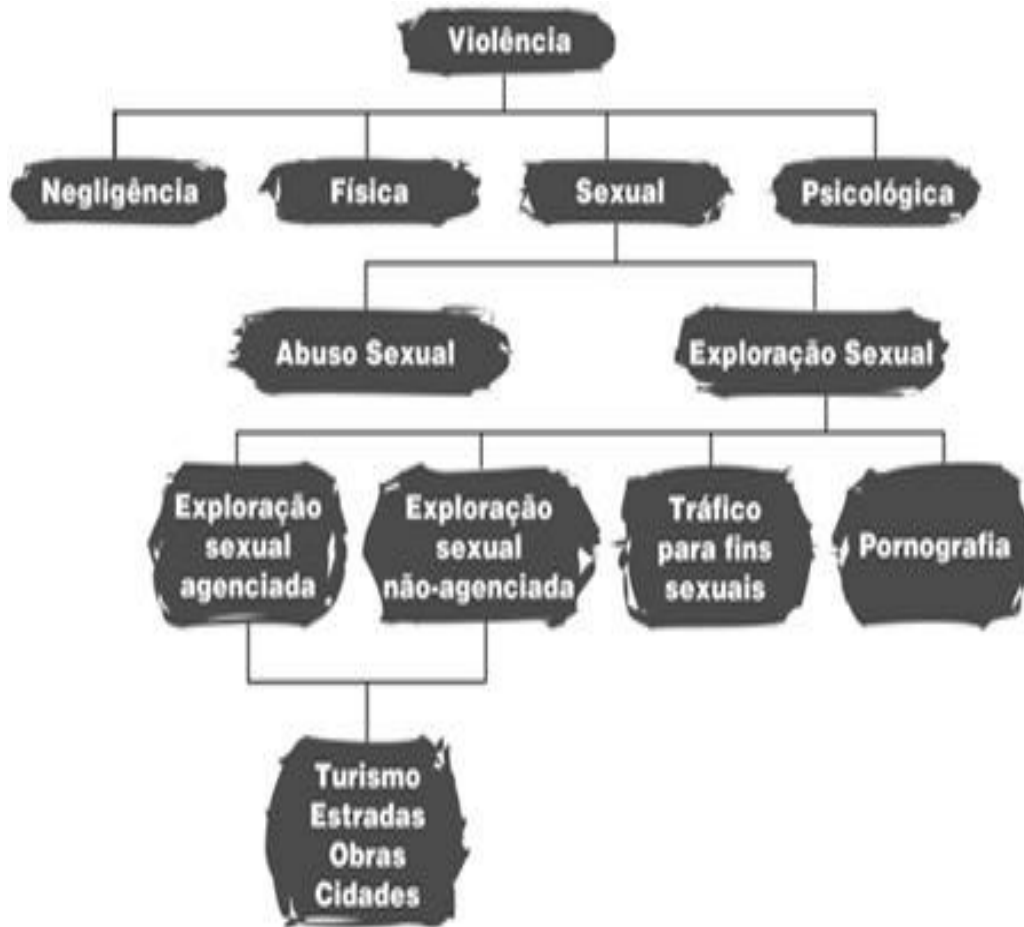 Violência
Negligência
Física
Sexual
Psicológica
Abuso Sexual
Exploração Sexual
Exploração
sexual
agenciada
Exploração
sexual
não-agenciada
Tráfico
para fins
sexuais
Pornografia
Turismo
Estradas
Obras
Cidades